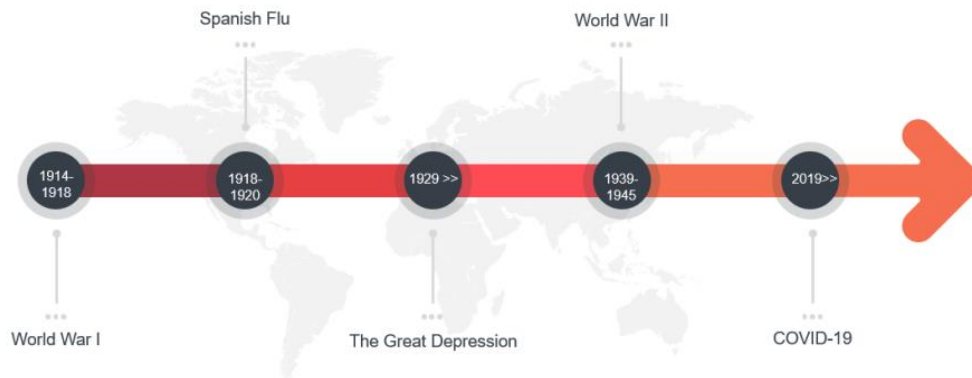 Spanish Flu
World War II
1914-
1918
1918-
1920
1929 >>
1939-
1945
2019>>
World War I
The Great Depression
COVID-19